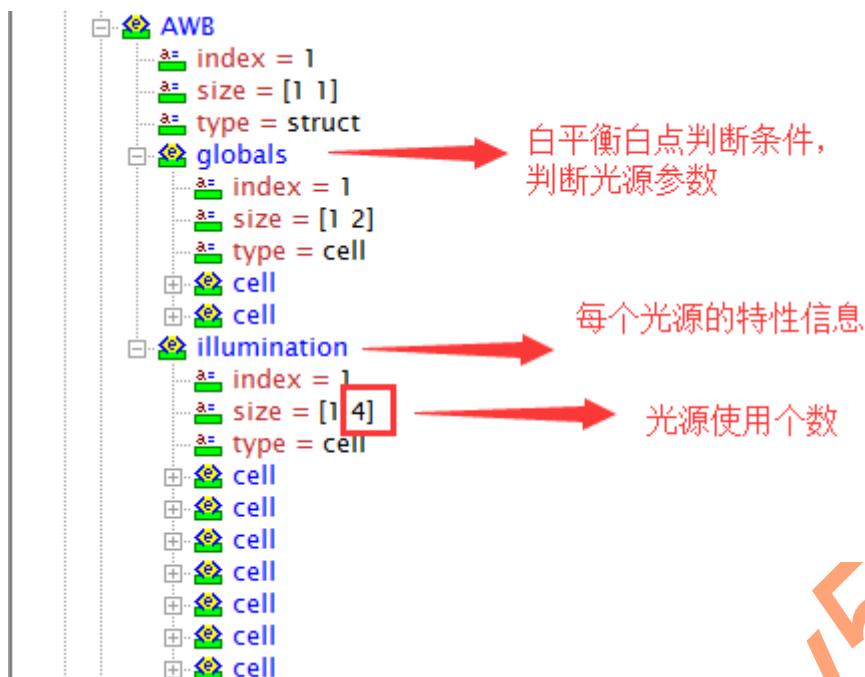 AWB
index = 1
size = [1 1]
type = struct
globals
白平衡白点判断条件，
判断光源参数
index = 1
size = [1 2]
type = cell
cell
cell
每个光源的特性信息
illumination
index = 1
size = [1 4]
光源使用个数
type = cell
cell
cell
cell
cell
cell
cell
cell